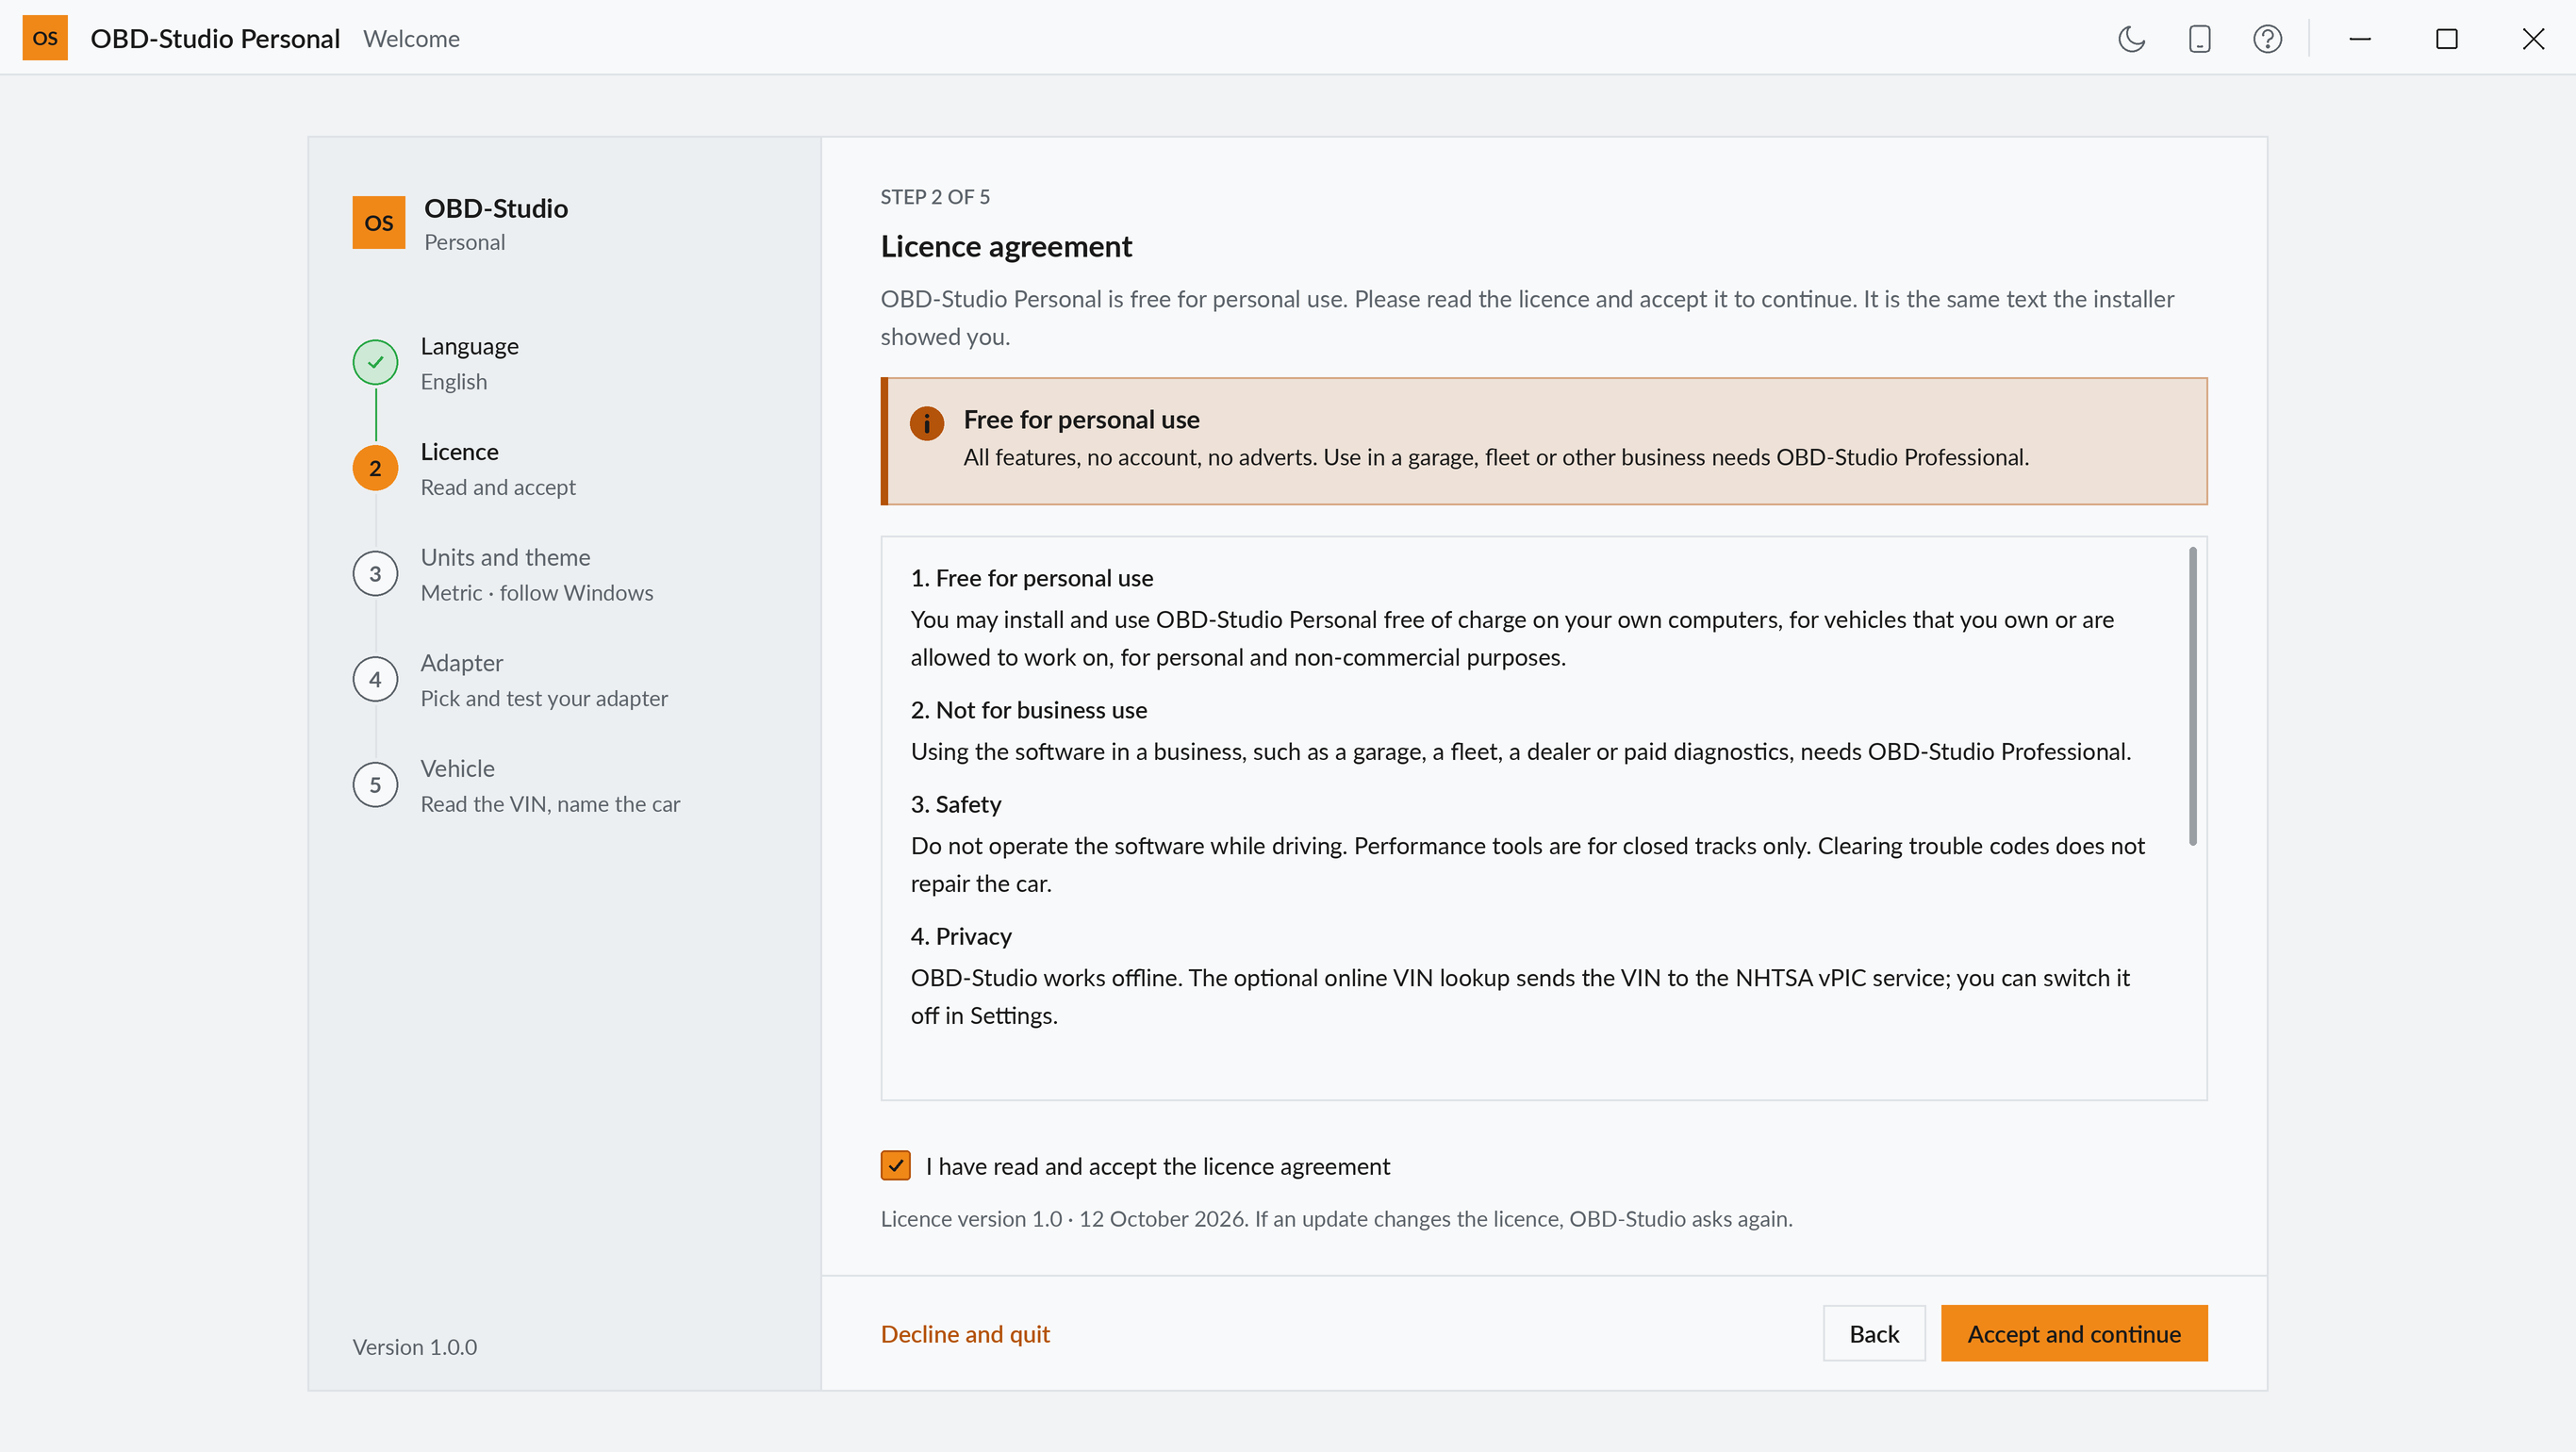 OS OBD-Studio Personal Welcome
OS
OBD-Studio
Personal
Language
English
2
Licence
Read and accept
3
Units and theme
Metric · follow Windows
4
Adapter
Pick and test your adapter
5
Vehicle
Read the VIN, name the car
Version 1.0.0
STEP 2 OF 5
Licence agreement
OBD-Studio Personal is free for personal use. Please read the licence and accept it to continue. It is the same text the installer
showed you.
Free for personal use
All features, no account, no adverts. Use in a garage, fleet or other business needs OBD-Studio Professional.
1. Free for personal use
You may install and use OBD-Studio Personal free of charge on your own computers, for vehicles that you own or are
allowed to work on, for personal and non-commercial purposes.
2. Not for business use
Using the software in a business, such as a garage, a fleet, a dealer or paid diagnostics, needs OBD-Studio Professional.
3. Safety
Do not operate the software while driving. Performance tools are for closed tracks only. Clearing trouble codes does not
repair the car.
4. Privacy
OBD-Studio works offline. The optional online VIN lookup sends the VIN to the NHTSA vPIC service; you can switch it
off in Settings.
I have read and accept the licence agreement
Licence version 1.0 · 12 October 2026. If an update changes the licence, OBD-Studio asks again.
Decline and quit
Back
Accept and continue